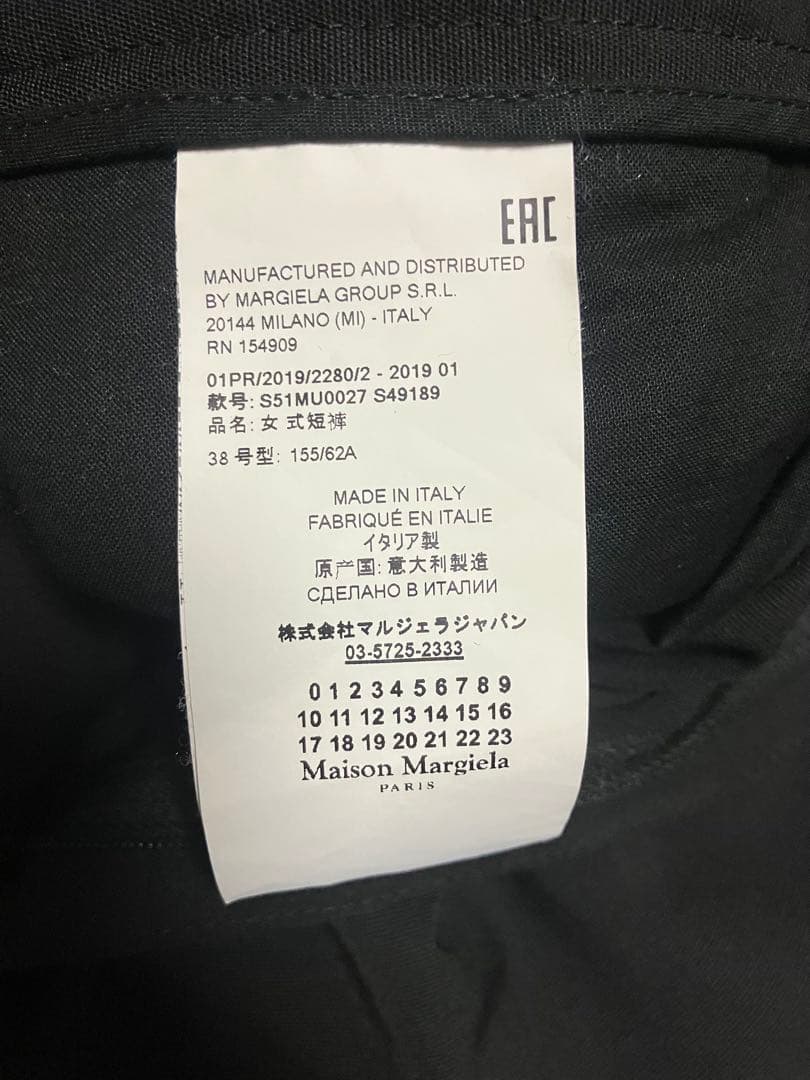 EAC
MANUFACTURED AND DISTRIBUTED
BY MARGIELA GROUP S.R.L.
20144 MILANO (MI) - ITALY
RN 154909
01PR/2019/2280/2 - 2019 01
款号: S51MU0027 S49189
品名: 女 式短裤
38 号型: 155/62A
MADE IN ITALY
FABRIQUÉ EN ITALIE
イタリア製
原产国: 意大利製造
СДЕЛАНО В ИТАЛИИ
株式会社マルジェラジャパン
03-5725-2333
0 1 2 3 4 5 6 7 8 9
10 11 12 13 14 15 16
17 18 19 20 21 22 23
Maison Margiela
PARIS